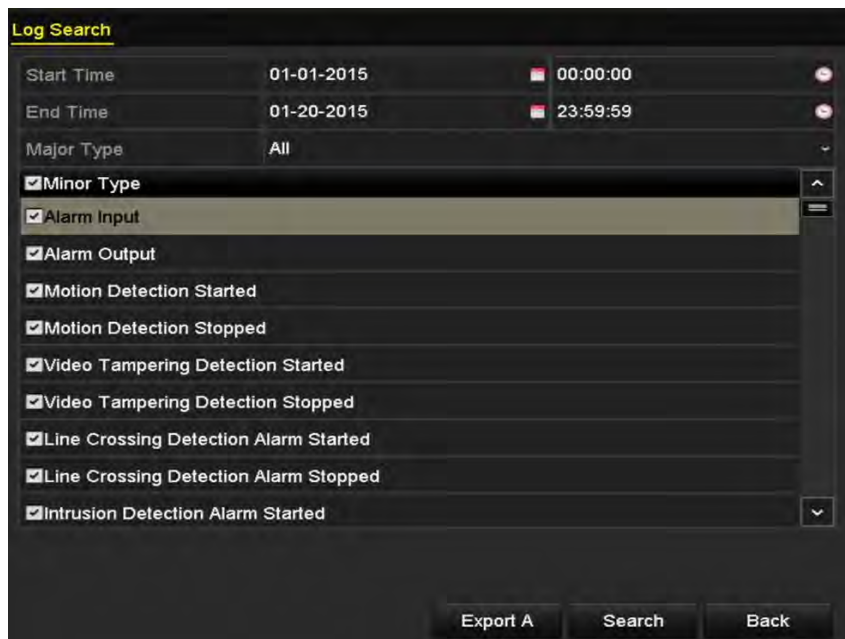 Log Search
Start Time 01-01-2015 00:00:00
End Time 01-20-2015 23:59:59
Major Type All
Minor Type
Alarm Input
Alarm Output
Motion Detection Started
Motion Detection Stopped
Video Tampering Detection Started
Video Tampering Detection Stopped
Line Crossing Detection Alarm Started
Line Crossing Detection Alarm Stopped
Intrusion Detection Alarm Started
Export A Search Back